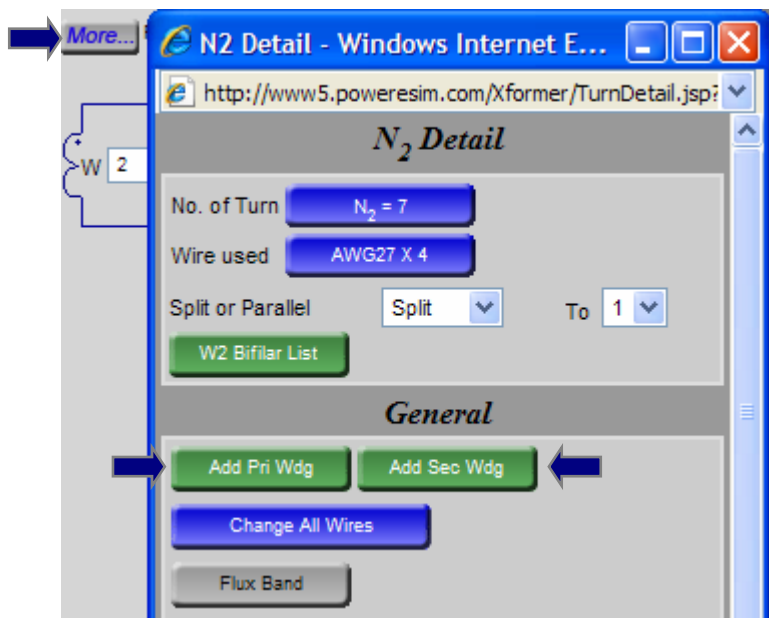 More...
N2 Detail - Windows Internet E...
http://www5.poweresim.com/Xformer/TurnDetail.jsp?
N2 Detail
W 2
No. of Turn N2 = 7
Wire used AWG27 X 4
Split or Parallel Split To 1
W2 Bifilar List
General
Add Pri Wdg Add Sec Wdg
Change All Wires
Flux Band